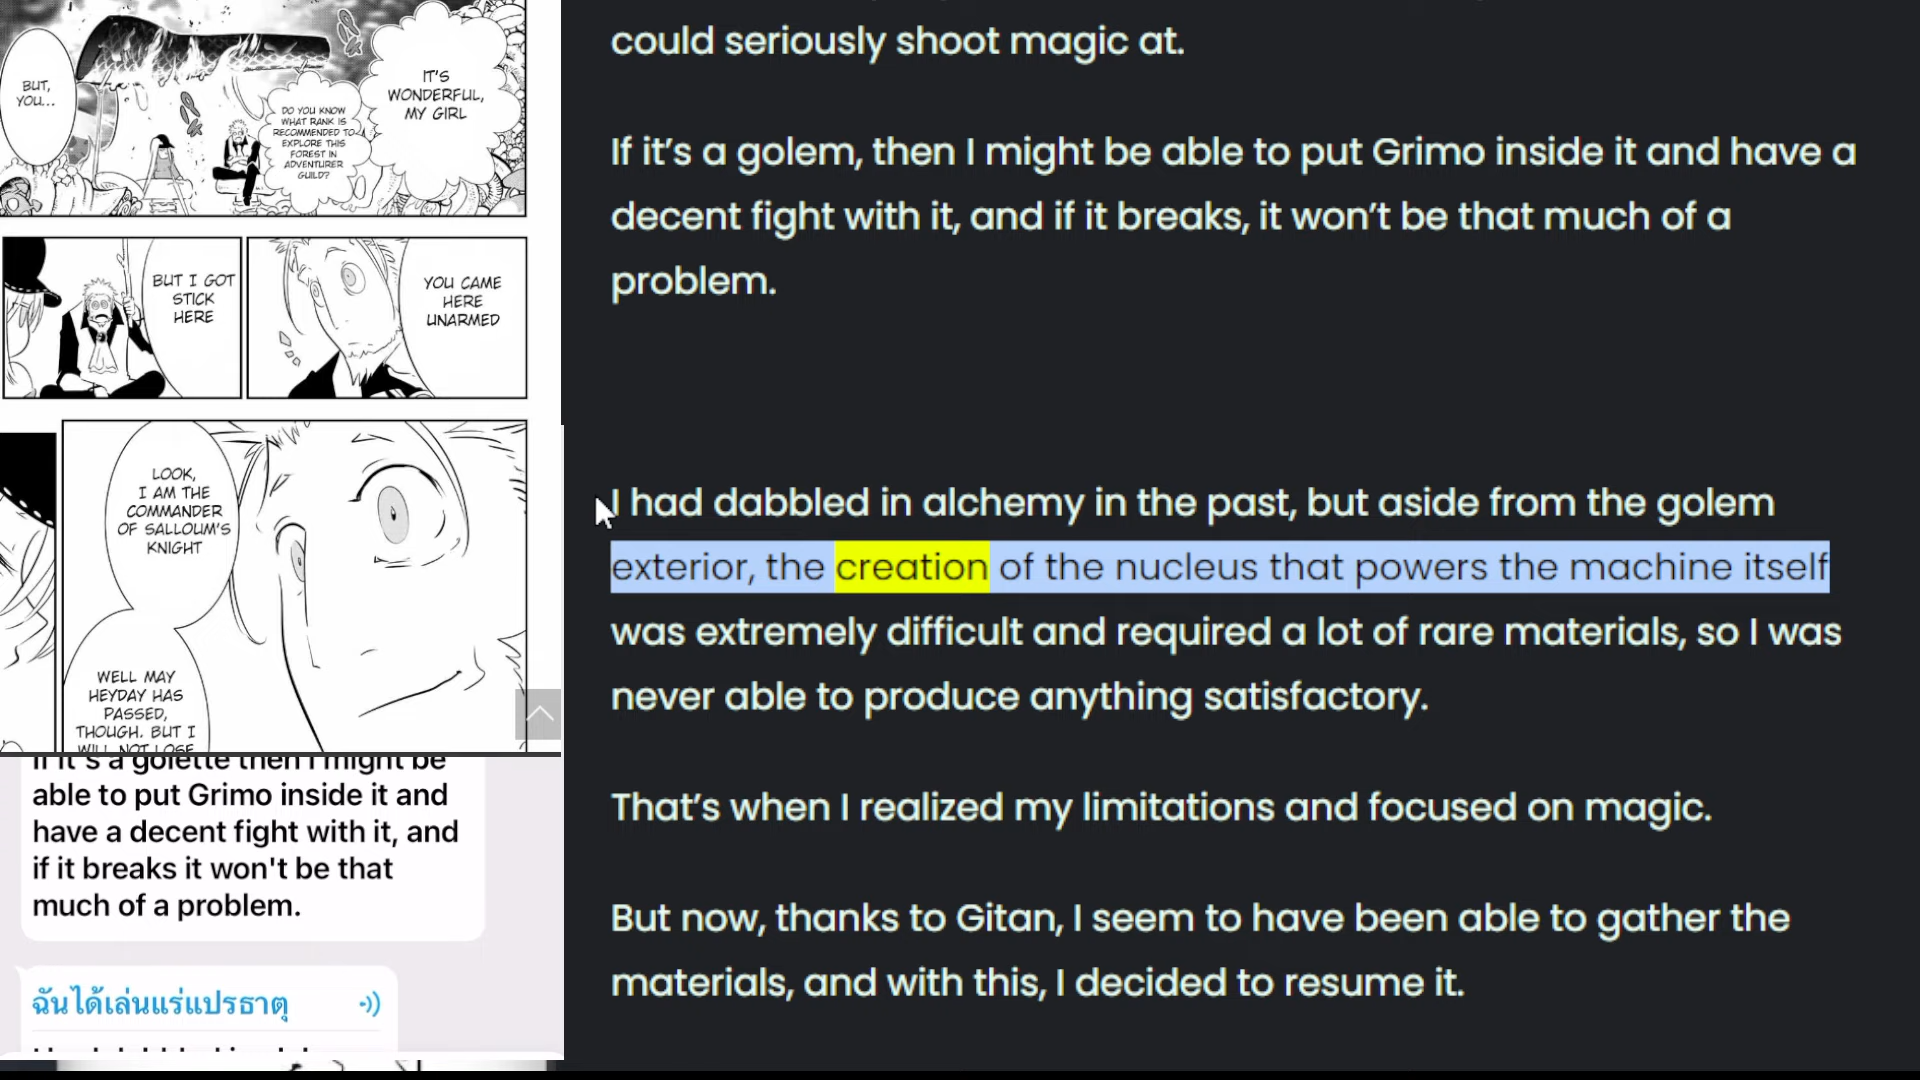 BUT,
YOU...
DO YOU KNOW
WHAT RANK IS
RECOMMENDED TO
EXPLORE THIS
FOREST IN
ADVENTURER
GUILD?
IT'S
WONDERFUL,
MY GIRL
BUT I GOT
STICK
HERE
YOU CAME
HERE
UNARMED
LOOK,
I AM THE
COMMANDER
OF SALLOUM'S
KNIGHT
WELL MAY
HEYDAY HAS
PASSED,
THOUGH. BUT I
WILL NOT LOSE
If it's a golette then I might be
able to put Grimo inside it and
have a decent fight with it, and
if it breaks it won't be that
much of a problem.
ฉันได้เล่นแร่แปรธาตุ
could seriously shoot magic at.
If it’s a golem, then I might be able to put Grimo inside it and have a
decent fight with it, and if it breaks, it won’t be that much of a
problem.
I had dabbled in alchemy in the past, but aside from the golem
exterior, the creation of the nucleus that powers the machine itself
was extremely difficult and required a lot of rare materials, so I was
never able to produce anything satisfactory.
That’s when I realized my limitations and focused on magic.
But now, thanks to Gitan, I seem to have been able to gather the
materials, and with this, I decided to resume it.